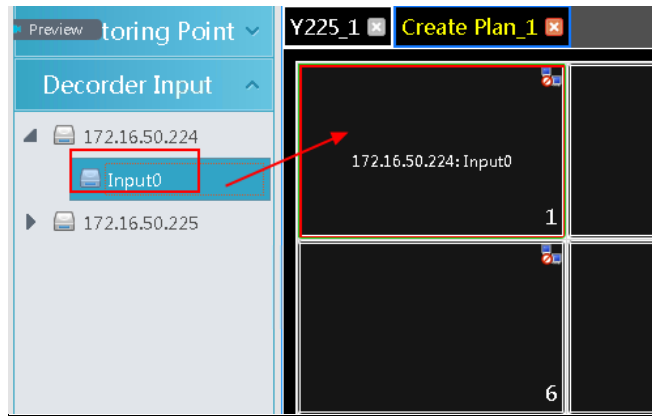 Preview toring Point
Decorder Input
172.16.50.224
Input0
172.16.50.225
Y225_1 Create Plan_1
172.16.50.224: Input0
1
6